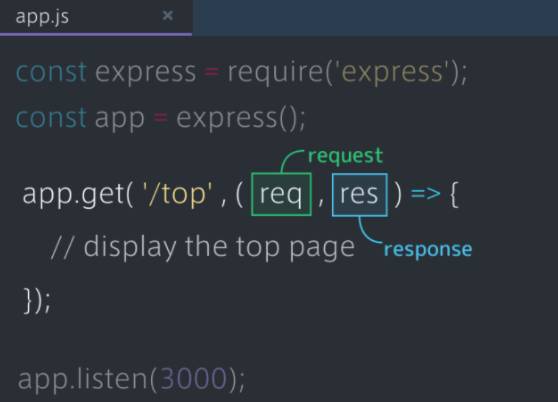 app.js ×
const express = require('express');
const app = express();
request
app.get( '/top' , ( req , res ) => {
// display the top page
response
});
app.listen(3000);